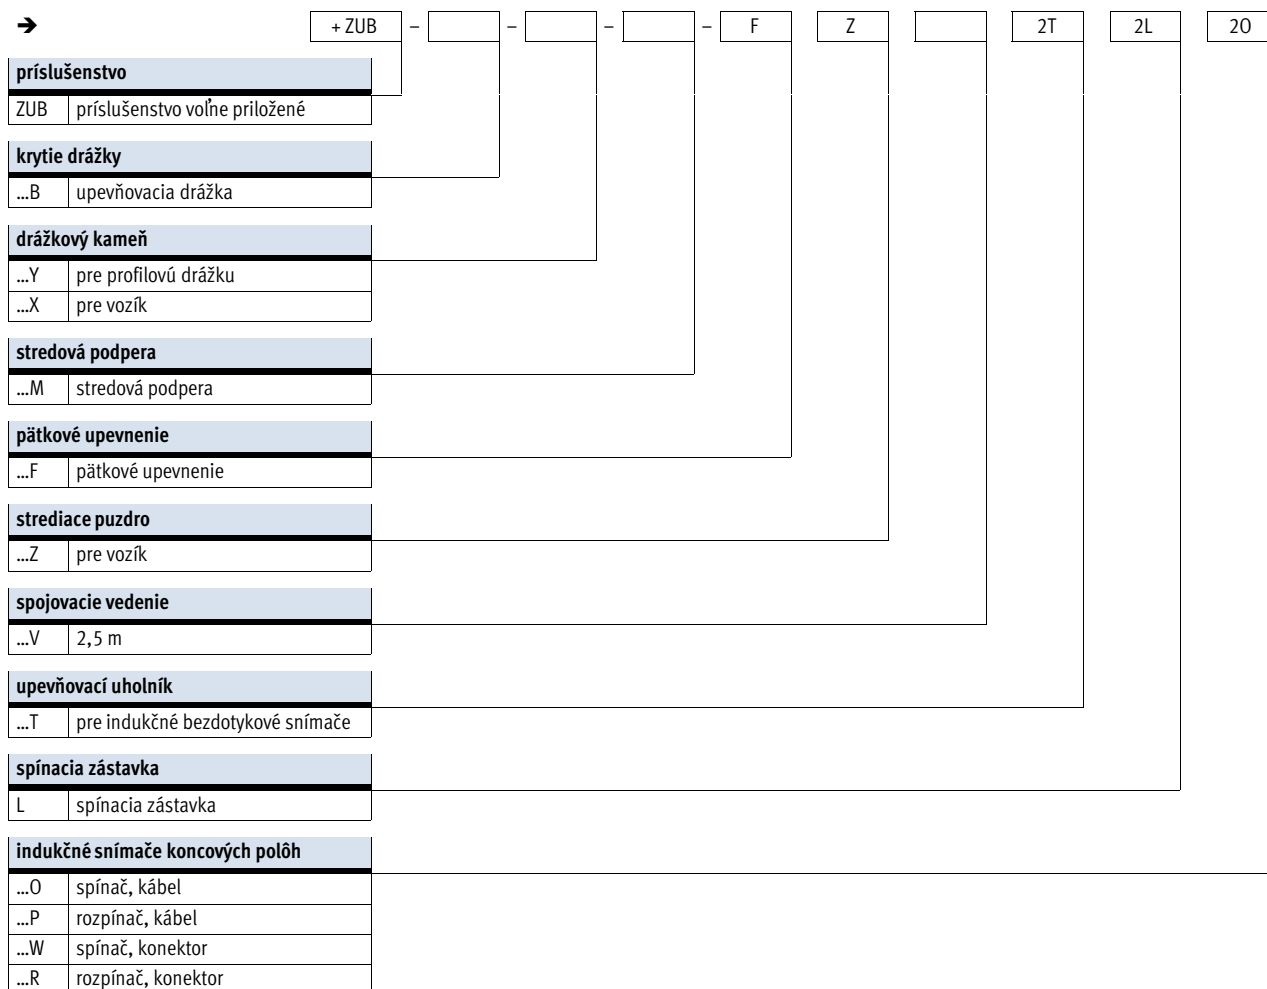 ➔ + ZUB – – – – F Z 2T 2L 2O
príslušenstvo
ZUB príslušenstvo voľne priložené
krytie drážky
...B upevňovacia drážka
drážkový kameň
...Y pre profilovú drážku
...X pre vozík
stredová podpera
...M stredová podpera
pätkové upevnenie
...F pätkové upevnenie
strediace puzdro
...Z pre vozík
spojovacie vedenie
...V 2,5 m
upevňovací uholník
...T pre indukčné bezdotykové snímače
spínacia zástavka
L spínacia zástavka
indukčné snímače koncových polôh
...O spínač, kábel
...P rozpínač, kábel
...W spínač, konektor
...R rozpínač, konektor